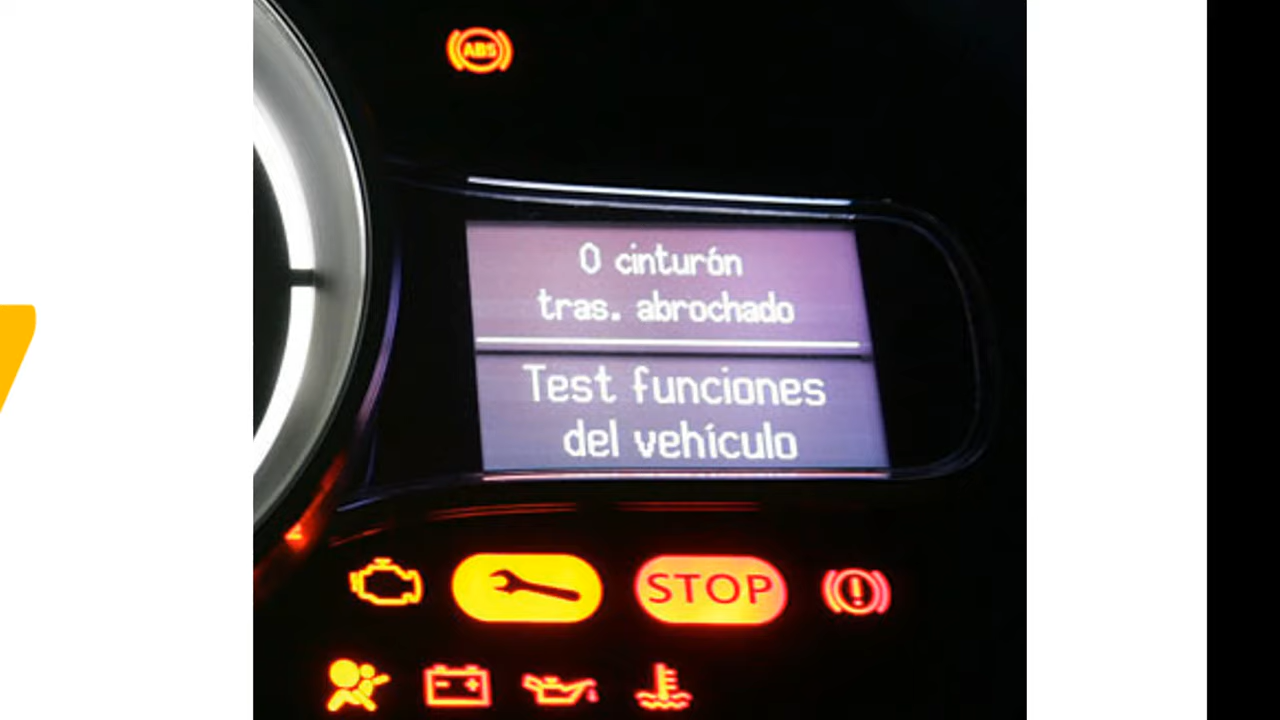 ABS
0 cinturón
tras. abrochado
Test funciones
del vehículo
STOP